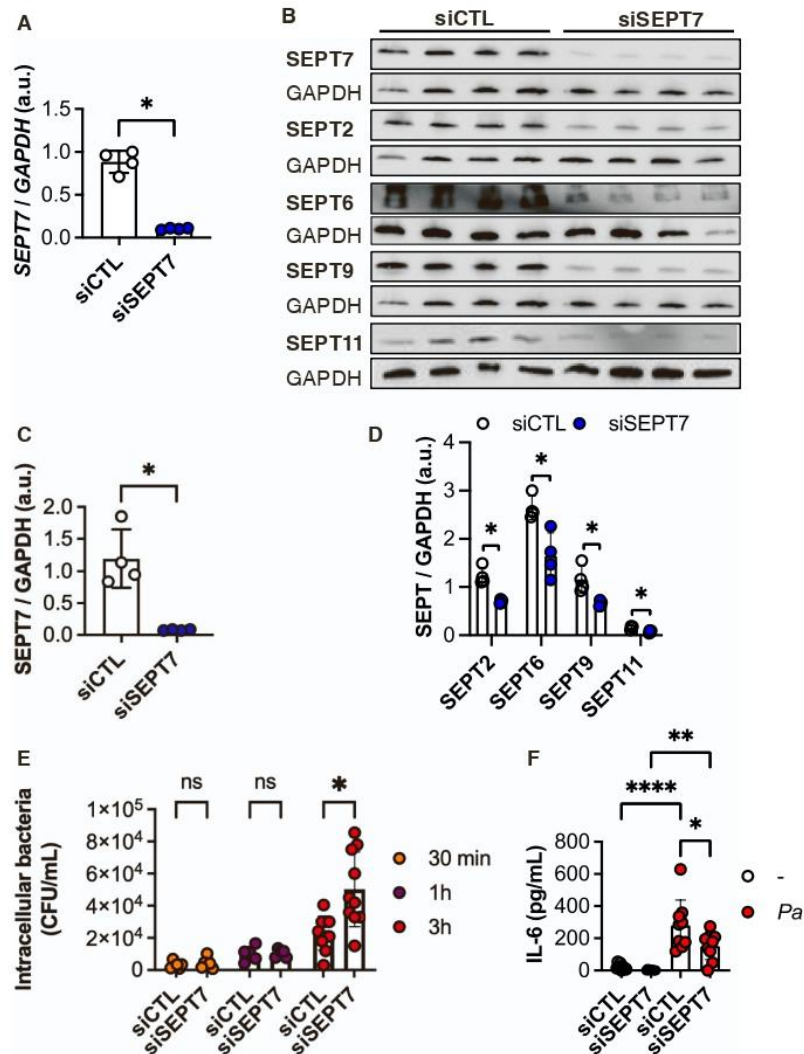 A
SEPT7 / GAPDH (a.u.)
1.5
1.0
0.5
0.0
*
siCTL
siSEPT7
B
siCTL siSEPT7
SEPT7
GAPDH
SEPT2
GAPDH
SEPT6
GAPDH
SEPT9
GAPDH
SEPT11
GAPDH
C
SEPT7 / GAPDH (a.u.)
2.0
1.5
1.0
0.5
0.0
*
siCTL
siSEPT7
D
siCTL siSEPT7
SEPT / GAPDH (a.u.)
4
3
2
1
0
* * * *
SEPT2
SEPT6
SEPT9
SEPT11
E
Intracellular bacteria
(CFU/mL)
1×10⁵
8×10⁴
6×10⁴
4×10⁴
2×10⁴
0
ns ns *
siCTL
siSEPT7
siCTL
siSEPT7
siCTL
siSEPT7
30 min
1h
3h
F
IL-6 (pg/mL)
800
600
400
200
0
**
****
*
siCTL
siSEPT7
siCTL
siSEPT7
-
Pa